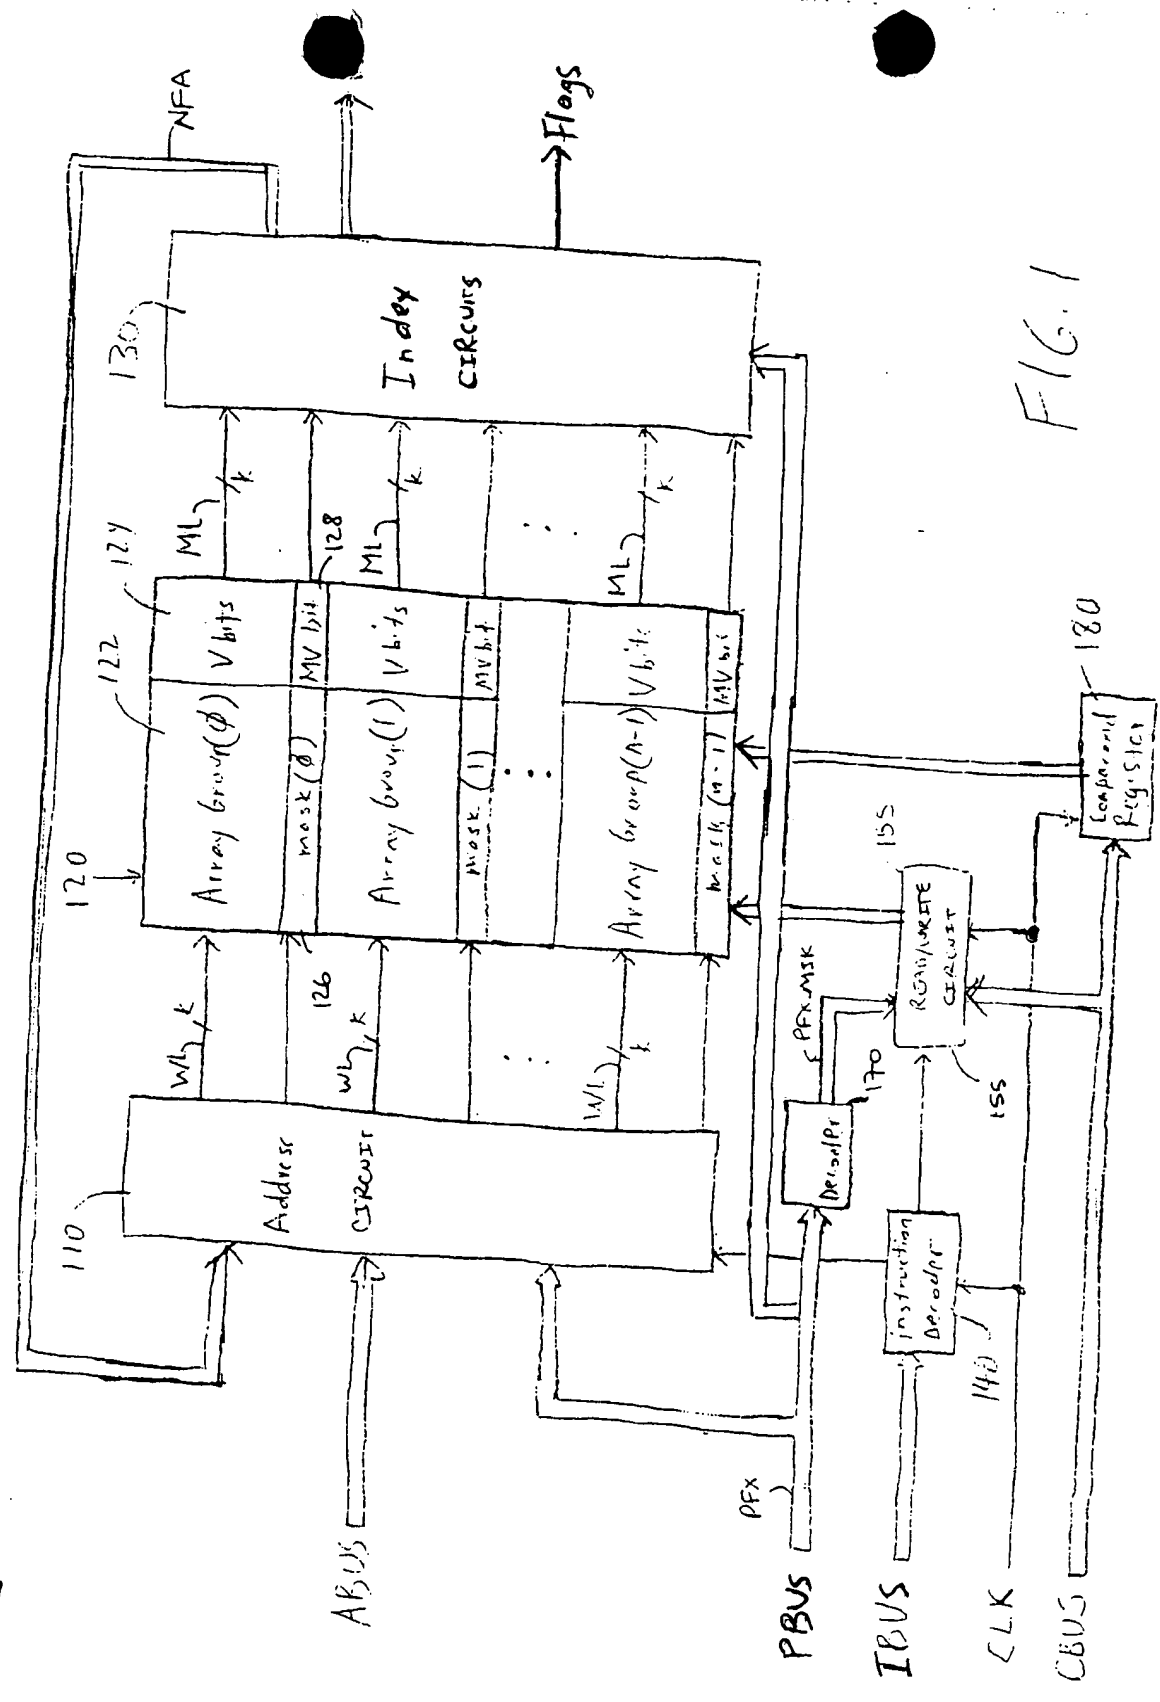 NFA
130
Index
CIRCUITS
Flags
ML
k
ML
k
ML
k
120
122
124
Array Group(φ)
V bits
mask(φ)
MV bit
128
126
Array Group(1)
V bits
mask (1)
MV bit
Array Group(n-1)
V bits
mask (n-1)
MV bit
WL
k
WL
k
WL
k
110
Address
CIRCUIT
ABUS
PFX
PBUS
Decoder
170
PFX MSK
IBUS
instruction
Decoder
140
READ/WRITE
CIRCUIT
155
155
CLK
CBUS
Comparand
Register
180
FIG. 1